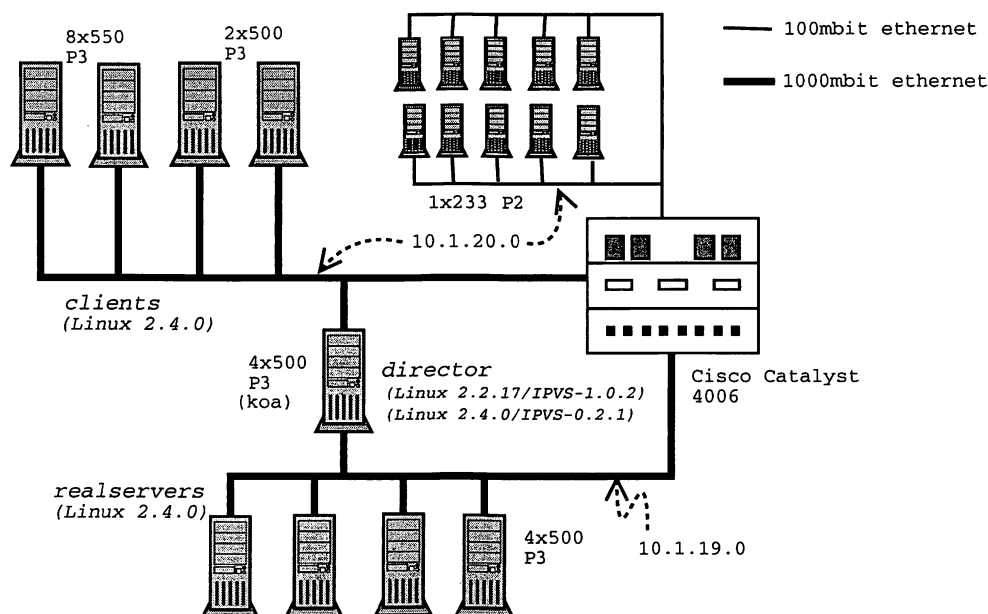 8x550
P3
2x500
P3
100mbit ethernet
1000mbit ethernet
1x233 P2
10.1.20.0
clients
(Linux 2.4.0)
4x500
P3
(koa)
director
(Linux 2.2.17/IPVS-1.0.2)
(Linux 2.4.0/IPVS-0.2.1)
Cisco Catalyst
4006
realservers
(Linux 2.4.0)
4x500
P3
10.1.19.0